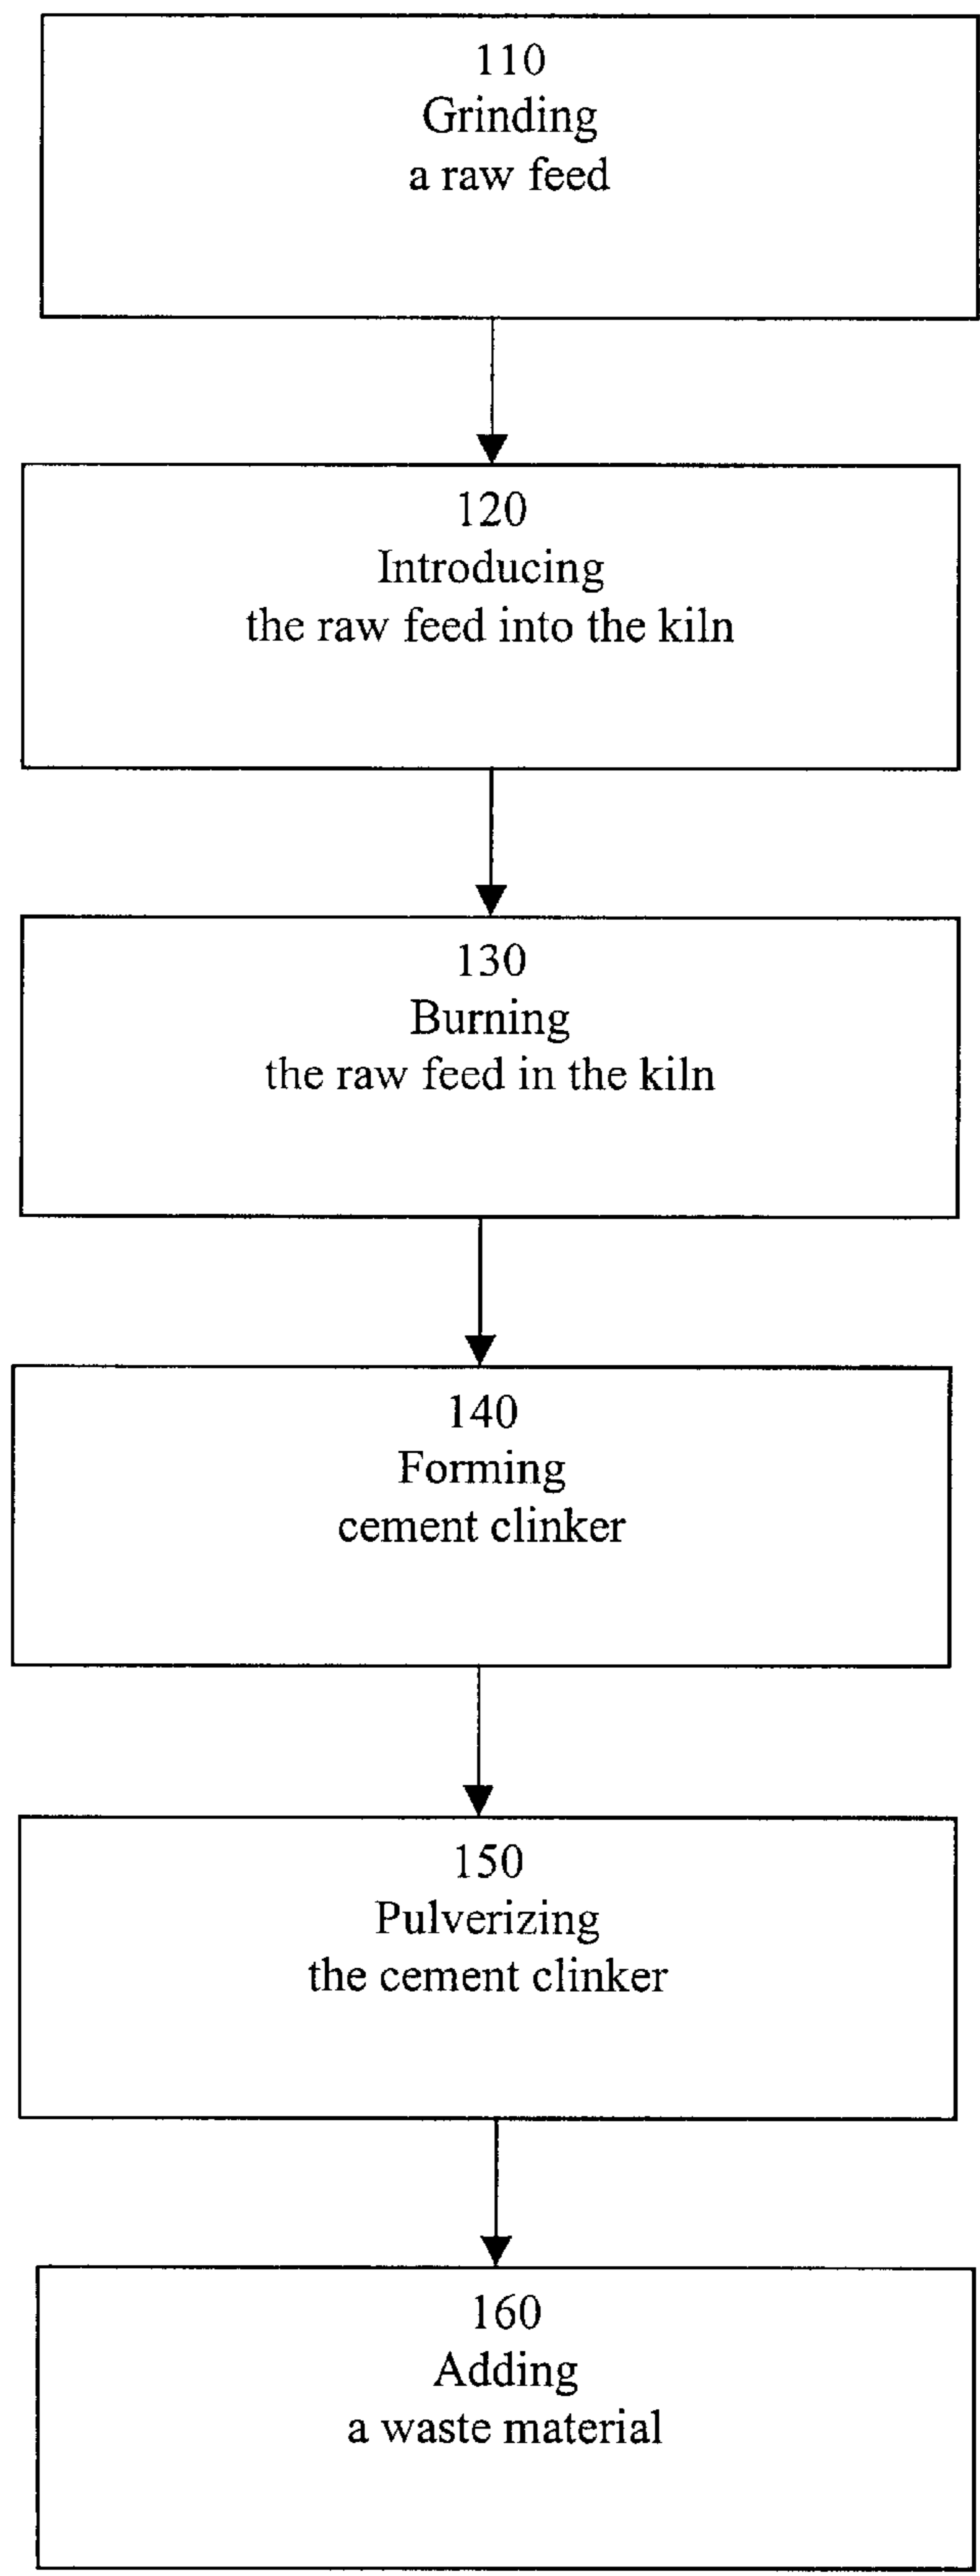 110
Grinding
a raw feed
120
Introducing
the raw feed into the kiln
130
Burning
the raw feed in the kiln
140
Forming
cement clinker
150
Pulverizing
the cement clinker
160
Adding
a waste material